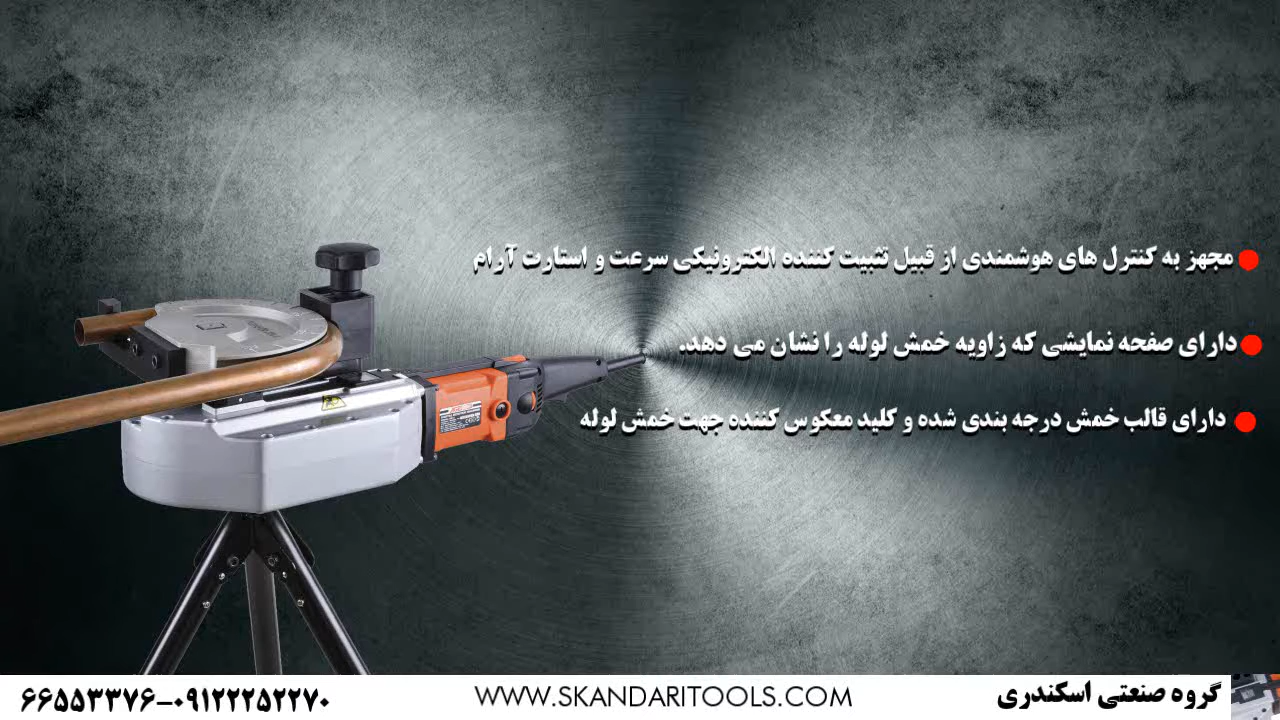 مجهز به کنترل های هوشمندی از قبیل تثبیت کننده الکترونیکی سرعت و استارت آرام
دارای صفحه نمایشی که زاویه خمش لوله را نشان می دهد.
دارای قالب خمش درجه بندی شده و کلید معکوس کننده جهت خمش لوله
گروه صنعتی اسکندری
WWW.SKANDARITOOLS.COM
۶۶۵۵۳۳۷۶-۰۹۱۲۲۲۵۲۲۷۰